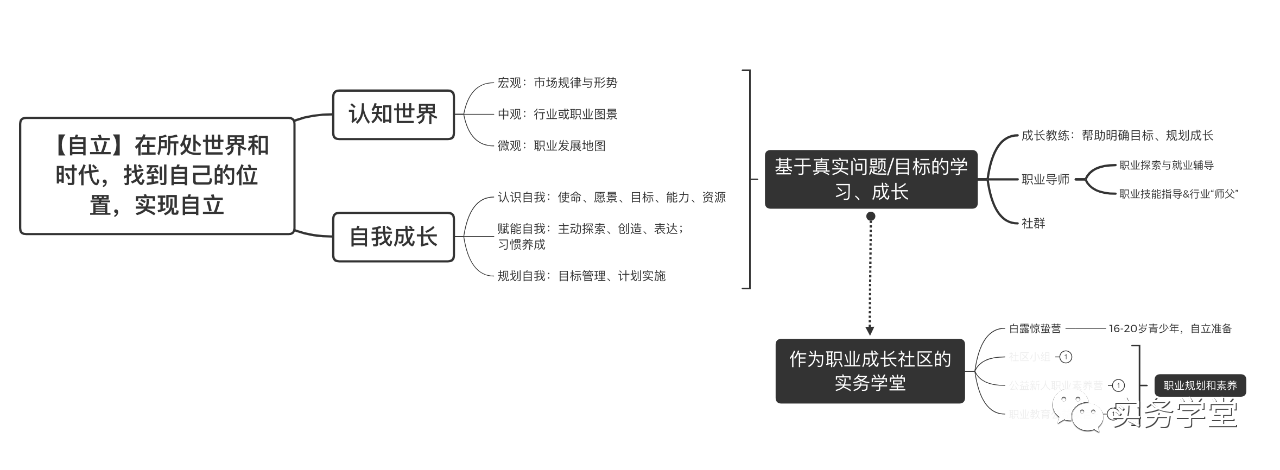 【自立】在所处世界和
时代，找到自己的位
置，实现自立
认知世界
宏观：市场规律与形势
中观：行业或职业图景
微观：职业发展地图
自我成长
认识自我：使命、愿景、目标、能力、资源
赋能自我：主动探索、创造、表达；
习惯养成
规划自我：目标管理、计划实施
基于真实问题/目标的学
习、成长
成长教练：帮助明确目标、规划成长
职业导师
职业探索与就业辅导
职业技能指导&行业“师父”
社群
作为职业成长社区的
实务学堂
白露惊蛰营
16-20岁青少年，自立准备
社区小组
1
公益新人职业素养营
1
职业教育
1
职业规划和素养
实务学堂